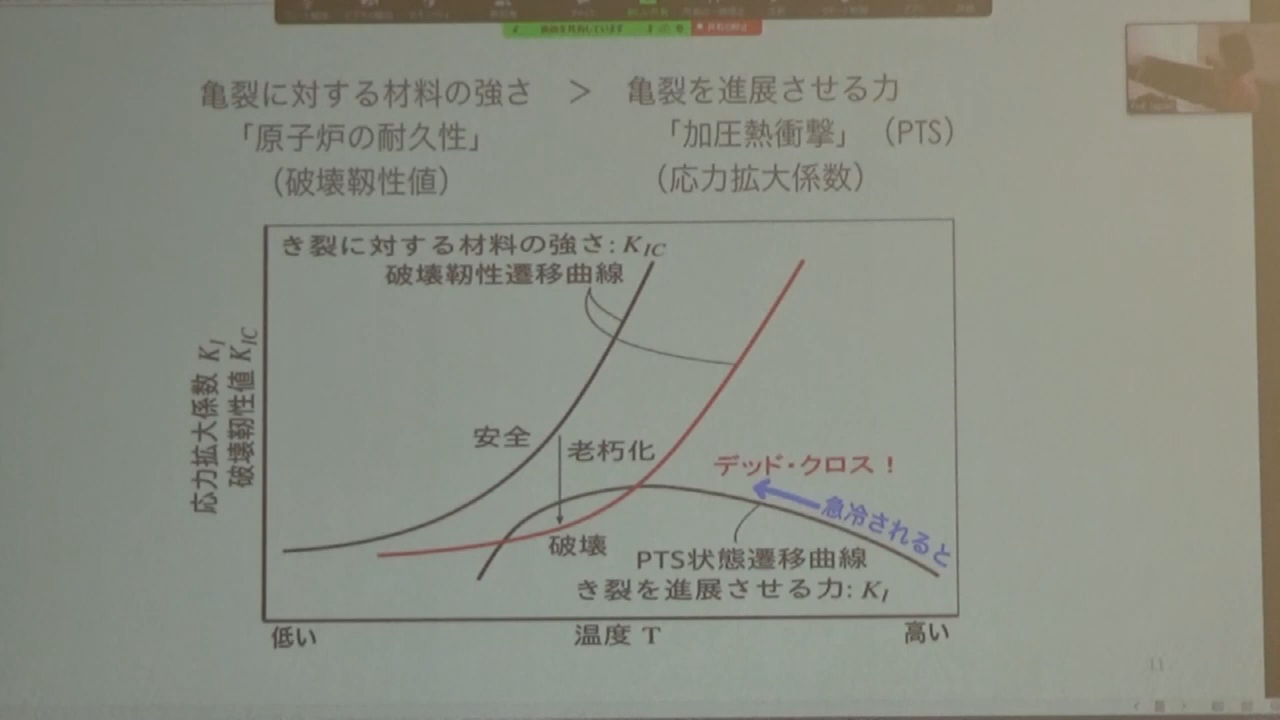 亀裂に対する材料の強さ ＞ 亀裂を進展させる力
「原子炉の耐久性」 「加圧熱衝撃」（PTS）
（破壊靱性値） （応力拡大係数）
き裂に対する材料の強さ: K_IC
破壊靱性遷移曲線
応力拡大係数 K_I
破壊靱性値 K_IC
安全
老朽化
デッド・クロス！
急冷されると
破壊
PTS状態遷移曲線
き裂を進展させる力: K_I
低い 温度 T 高い
11